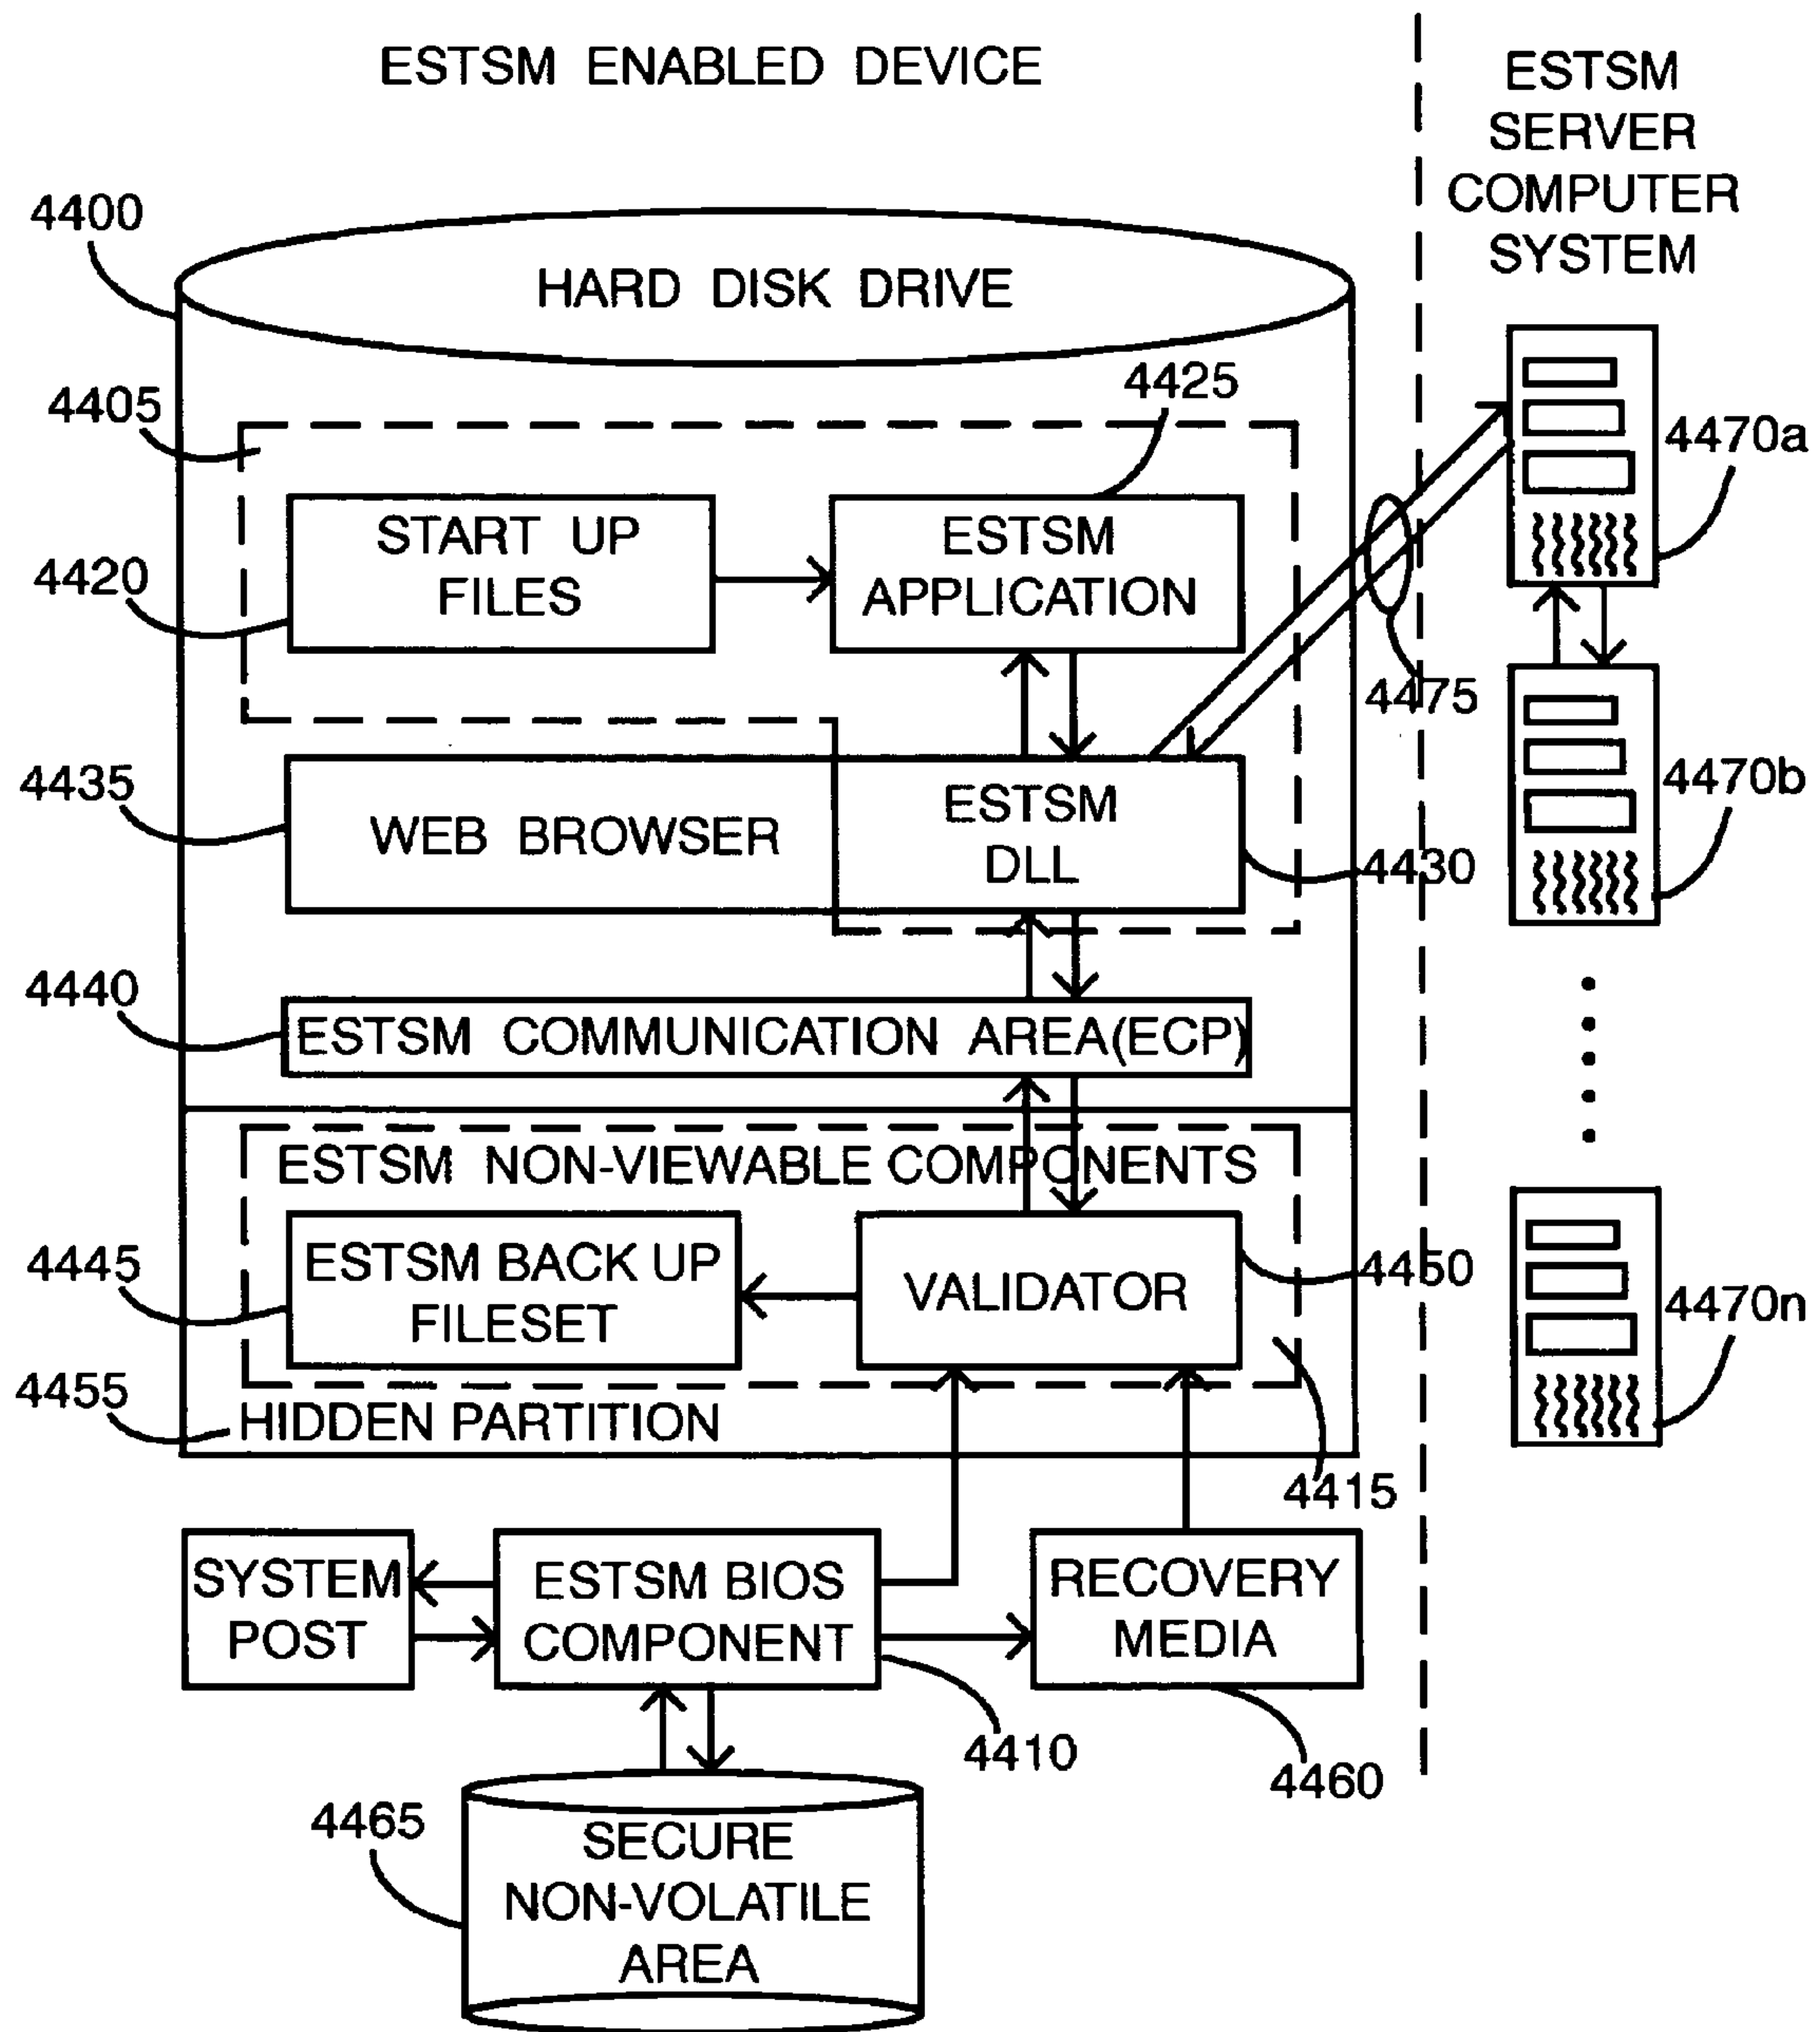 ESTSM ENABLED DEVICE
ESTSM
SERVER
COMPUTER
SYSTEM
4400
HARD DISK DRIVE
4425
4405
4470a
START UP
FILES
ESTSM
APPLICATION
4420
4475
4435
WEB BROWSER
ESTSM
DLL
4430
4470b
4440
ESTSM COMMUNICATION AREA(ECP)
ESTSM NON-VIEWABLE COMPONENTS
4445
ESTSM BACK UP
FILESET
VALIDATOR
4450
4470n
4455
HIDDEN PARTITION
4415
SYSTEM
POST
ESTSM BIOS
COMPONENT
RECOVERY
MEDIA
4410
4460
4465
SECURE
NON-VOLATILE
AREA